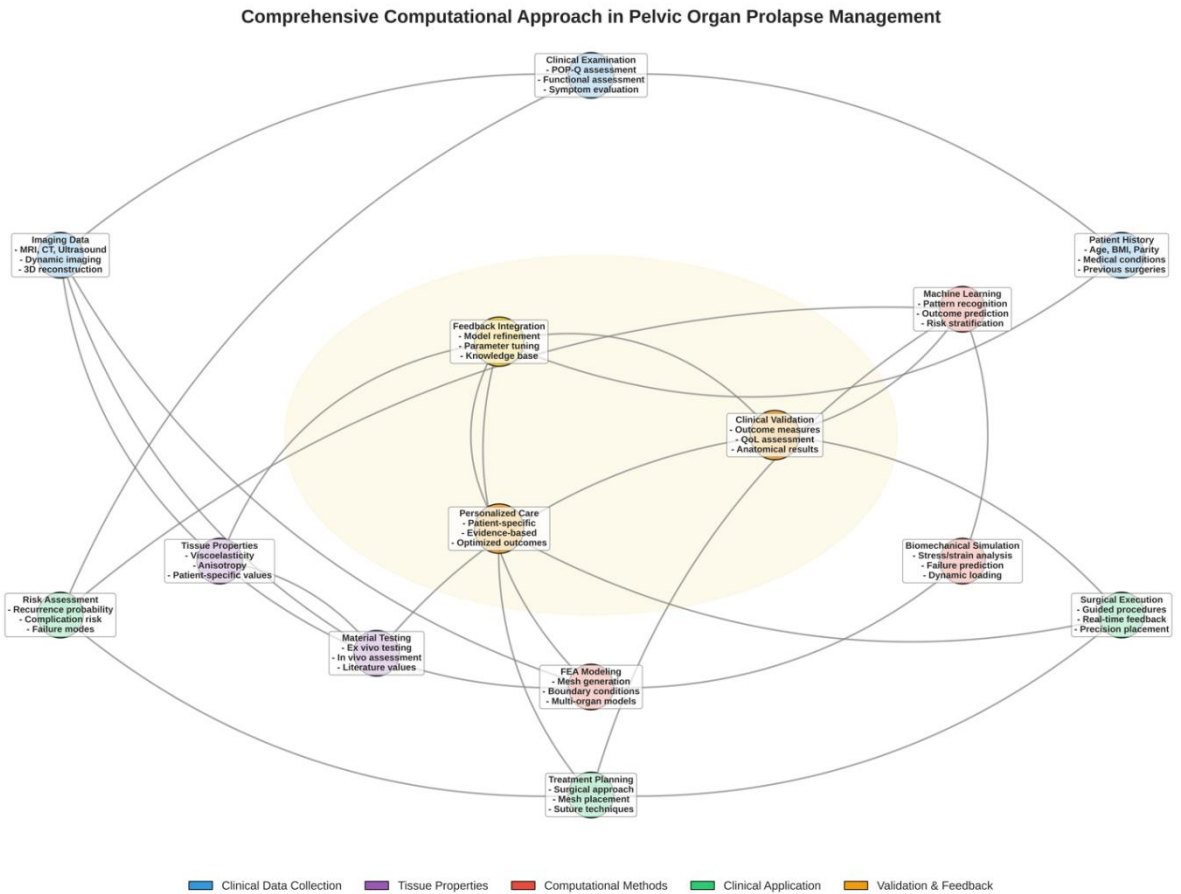 Comprehensive Computational Approach in Pelvic Organ Prolapse Management
Clinical Examination
- POP-Q assessment
- Functional assessment
- Symptom evaluation
Imaging Data
- MRI, CT, Ultrasound
- Dynamic imaging
- 3D reconstruction
Patient History
- Age, BMI, Parity
- Medical conditions
- Previous surgeries
Machine Learning
- Pattern recognition
- Outcome prediction
- Risk stratification
Feedback Integration
- Model refinement
- Parameter tuning
- Knowledge base
Clinical Validation
- Outcome measures
- QoL assessment
- Anatomical results
Personalized Care
- Patient-specific
- Evidence-based
- Optimized outcomes
Tissue Properties
- Viscoelasticity
- Anisotropy
- Patient-specific values
Biomechanical Simulation
- Stress/strain analysis
- Failure prediction
- Dynamic loading
Risk Assessment
- Recurrence probability
- Complication risk
- Failure modes
Surgical Execution
- Guided procedures
- Real-time feedback
- Precision placement
Material Testing
- Ex vivo testing
- In vivo assessment
- Literature values
FEA Modeling
- Mesh generation
- Boundary conditions
- Multi-organ models
Treatment Planning
- Surgical approach
- Mesh placement
- Suture techniques
Clinical Data Collection
Tissue Properties
Computational Methods
Clinical Application
Validation & Feedback